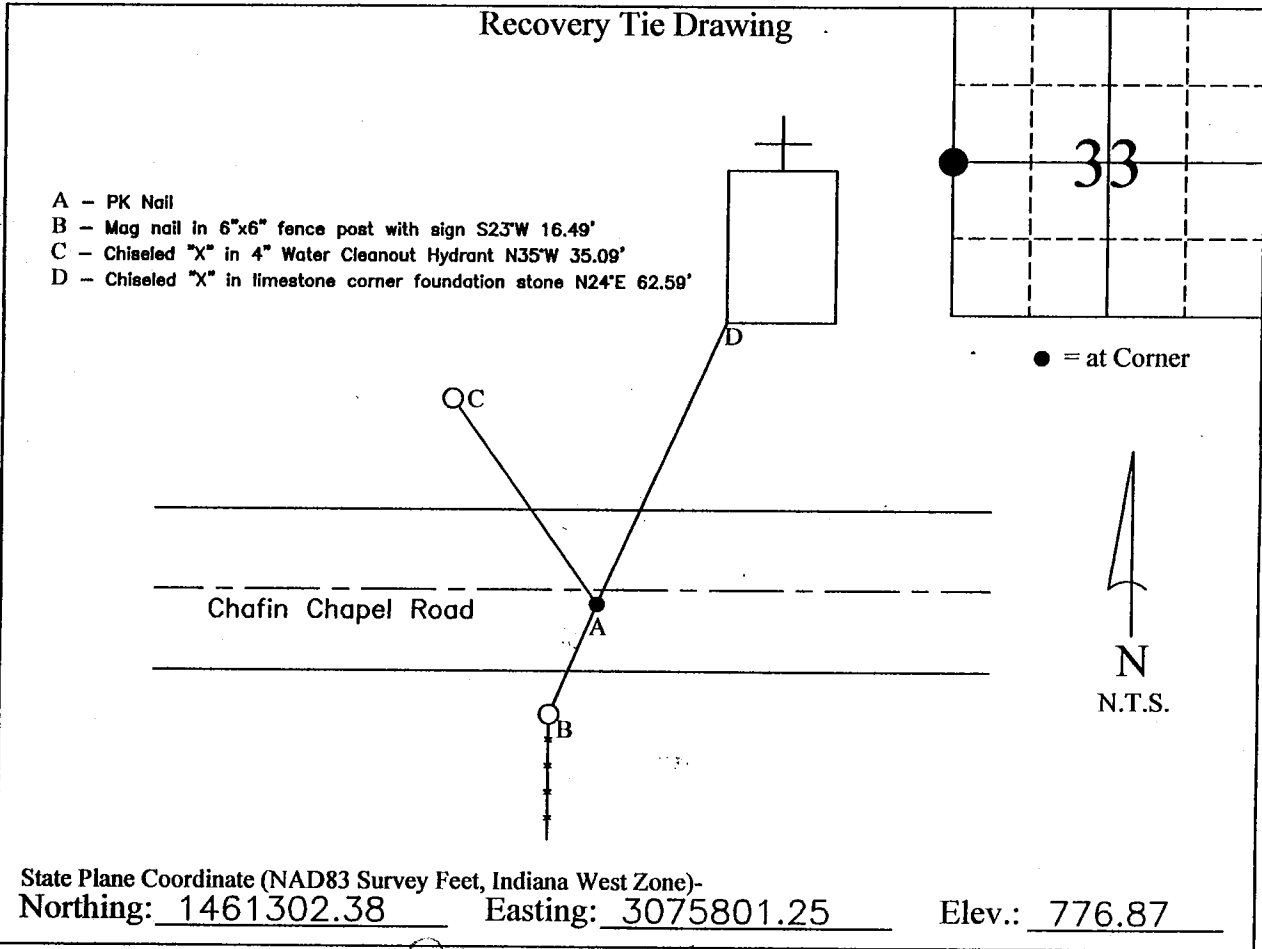 Recovery Tie Drawing
33
A – PK Nail
B – Mag nail in 6"x6" fence post with sign S23°W 16.49'
C – Chiseled "X" in 4" Water Cleanout Hydrant N35°W 35.09'
D – Chiseled "X" in limestone corner foundation stone N24°E 62.59'
D
● = at Corner
C
Chafin Chapel Road
A
N
N.T.S.
B
State Plane Coordinate (NAD83 Survey Feet, Indiana West Zone)-
Northing: 1461302.38 Easting: 3075801.25 Elev.: 776.87